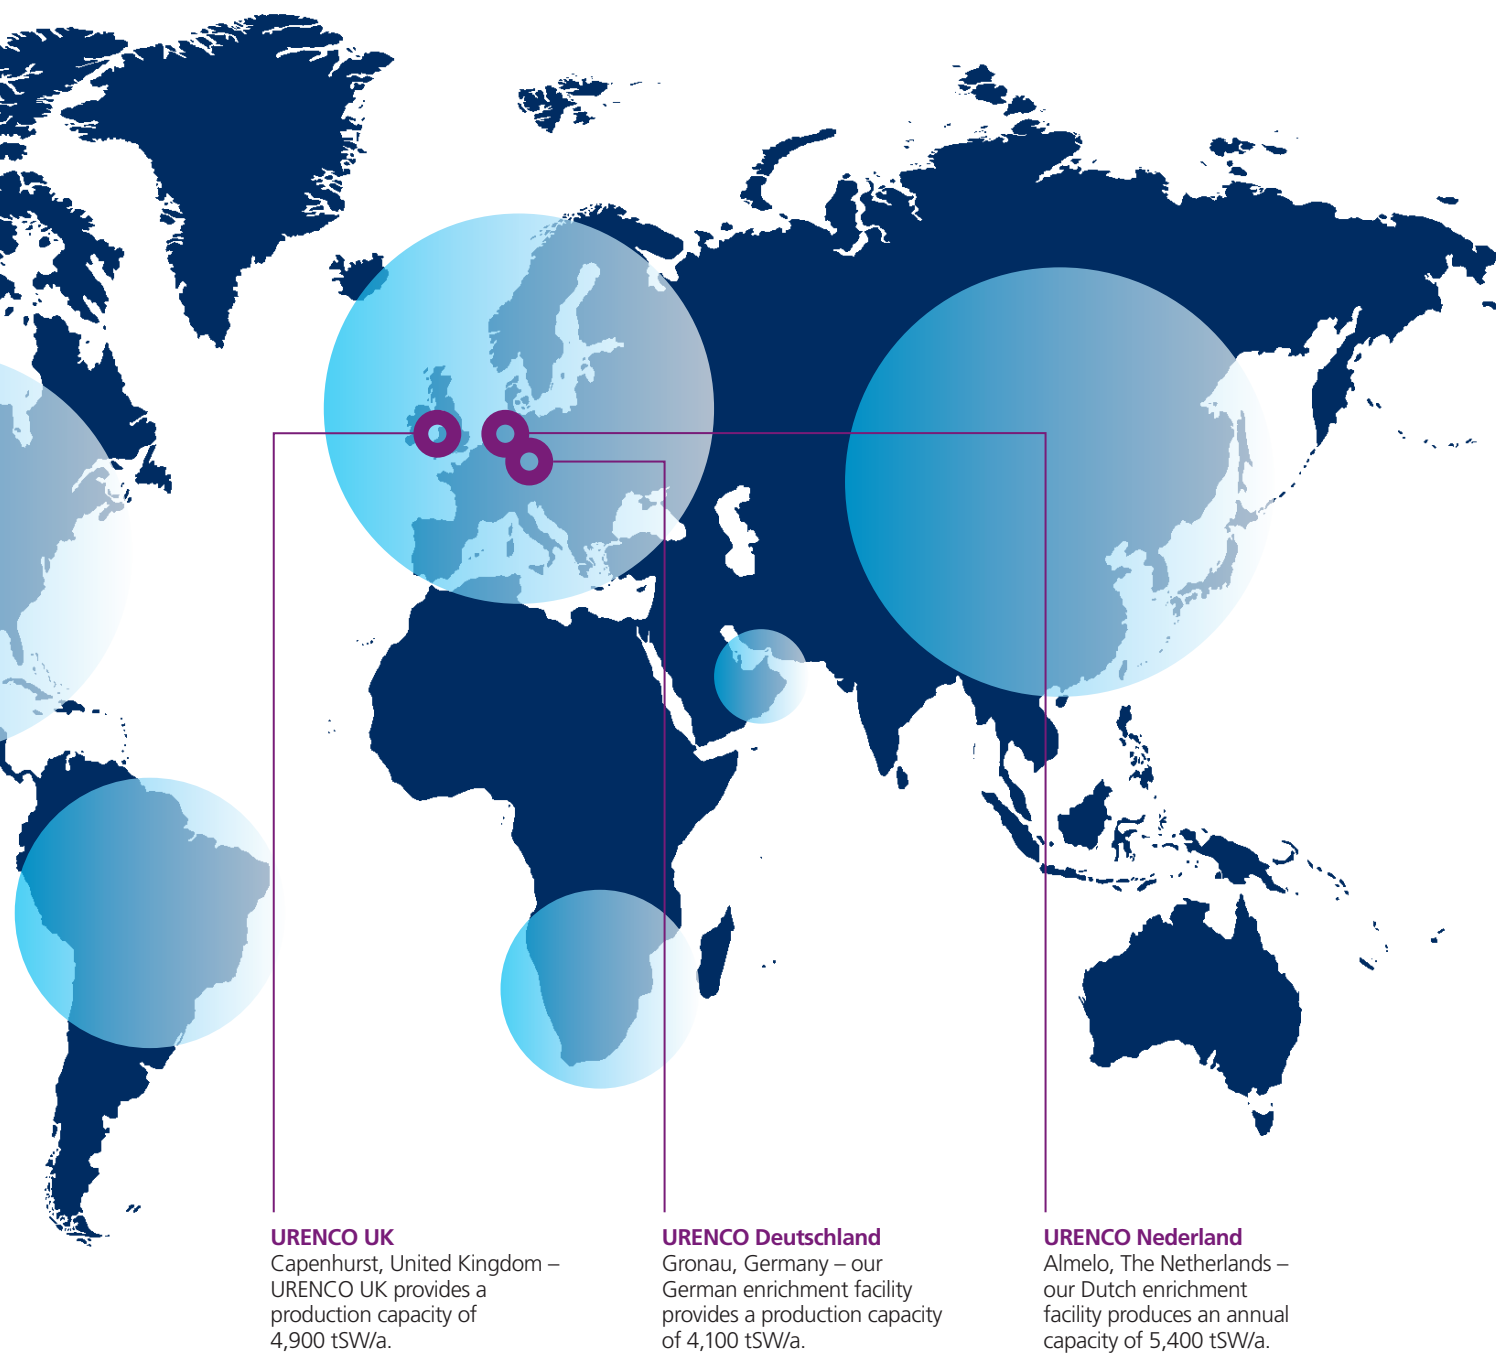 URENCO UK
Capenhurst, United Kingdom –
URENCO UK provides a
production capacity of
4,900 tSW/a.
URENCO Deutschland
Gronau, Germany – our
German enrichment facility
provides a production capacity
of 4,100 tSW/a.
URENCO Nederland
Almelo, The Netherlands –
our Dutch enrichment
facility produces an annual
capacity of 5,400 tSW/a.